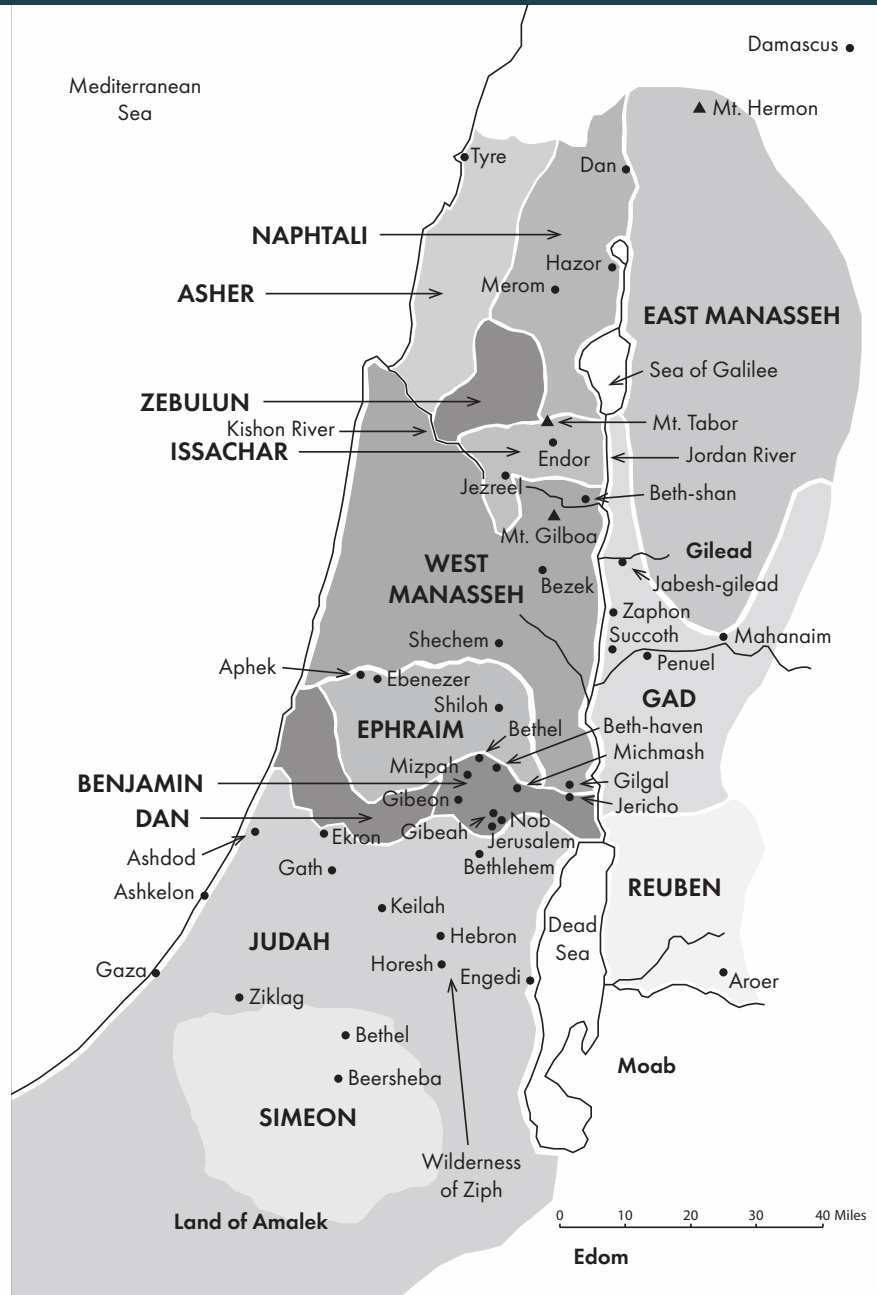 Damascus
Mediterranean
Sea
Mt. Hermon
Tyre
Dan
NAPHTALI
Hazor
Merom
ASHER
EAST MANASSEH
Sea of Galilee
ZEBULUN
Mt. Tabor
Kishon River
ISSACHAR
Endor
Jordan River
Jezreel
Beth-shan
Mt. Gilboa
Gilead
WEST
MANASSEH
Bezek
Jabesh-gilead
Zaphon
Succoth
Mahanaim
Shechem
Penuel
Aphek
Ebenezer
GAD
Shiloh
EPHRAIM
Bethel
Beth-haven
Michmash
Mizpah
BENJAMIN
Gilgal
Gibeon
Jericho
DAN
Nob
Gibeah
Ekron
Jerusalem
Ashdod
Gath
Bethlehem
Ashkelon
REUBEN
Keilah
Dead
Sea
JUDAH
Hebron
Horesh
Gaza
Engedi
Aroer
Ziklag
Bethel
Moab
Beersheba
SIMEON
Wilderness
of Ziph
Land of Amalek
0 10 20 30 40 Miles
Edom